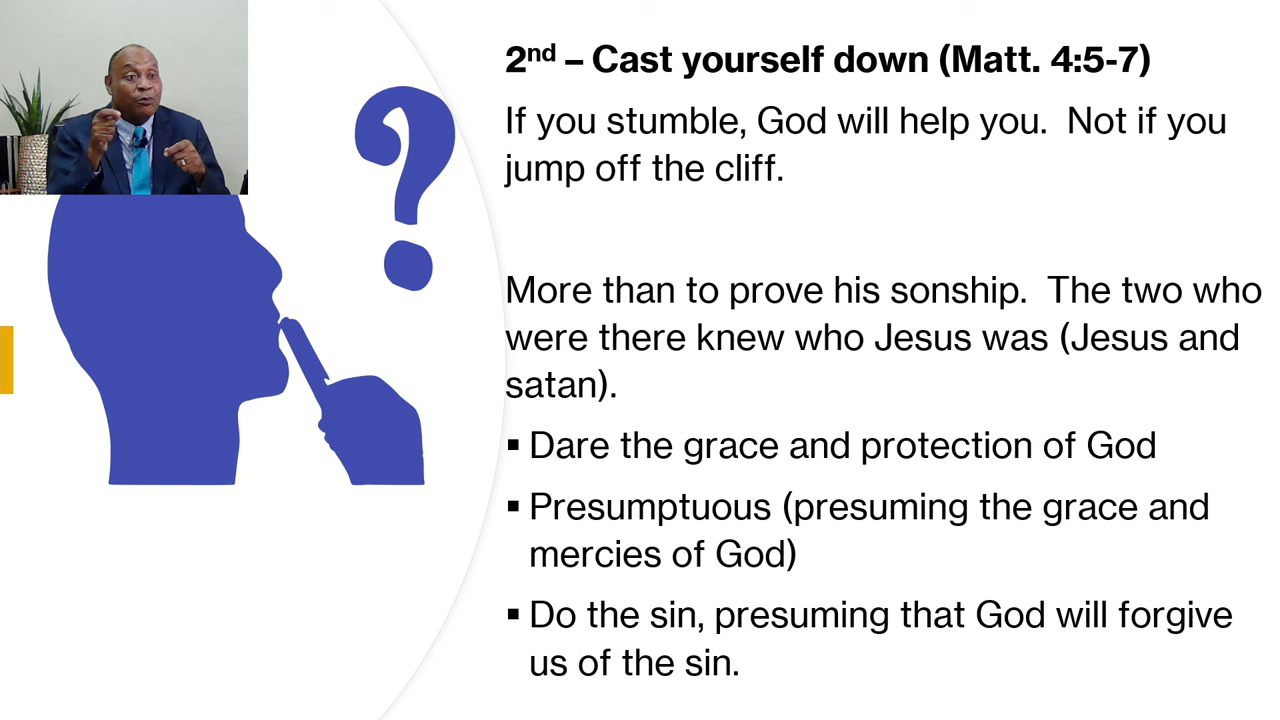 2nd – Cast yourself down (Matt. 4:5-7)
If you stumble, God will help you.  Not if you
jump off the cliff.
More than to prove his sonship.  The two who
were there knew who Jesus was (Jesus and
satan).
▪ Dare the grace and protection of God
▪ Presumptuous (presuming the grace and
mercies of God)
▪ Do the sin, presuming that God will forgive
us of the sin.